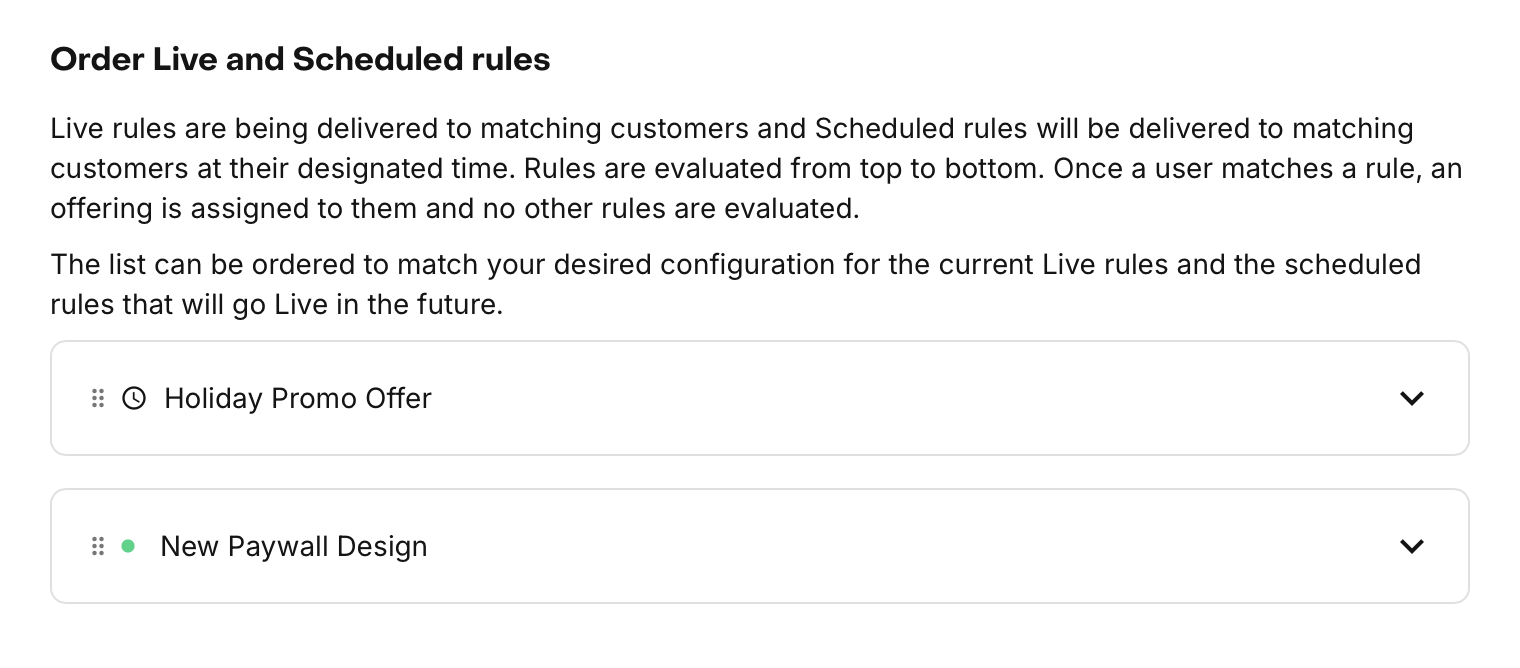 Order Live and Scheduled rules
Live rules are being delivered to matching customers and Scheduled rules will be delivered to matching
customers at their designated time. Rules are evaluated from top to bottom. Once a user matches a rule, an
offering is assigned to them and no other rules are evaluated.
The list can be ordered to match your desired configuration for the current Live rules and the scheduled
rules that will go Live in the future.
Holiday Promo Offer
New Paywall Design